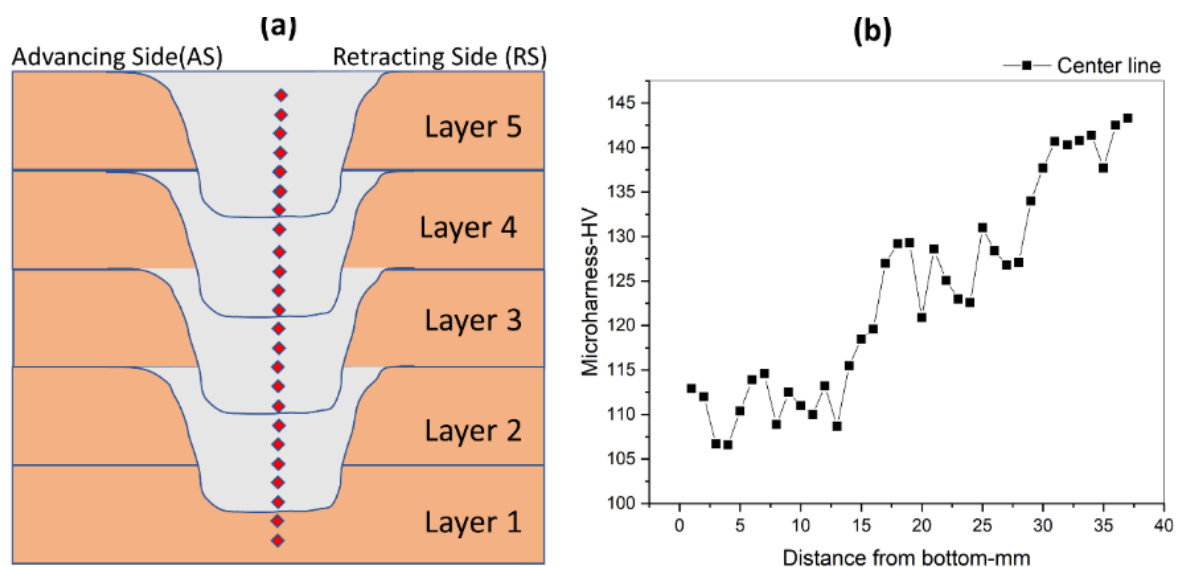 (a)
Advancing Side(AS) Retracting Side (RS)
Layer 5
Layer 4
Layer 3
Layer 2
Layer 1
(b)
Center line
Microharness-HV
145
140
135
130
125
120
115
110
105
100
0 5 10 15 20 25 30 35 40
Distance from bottom-mm